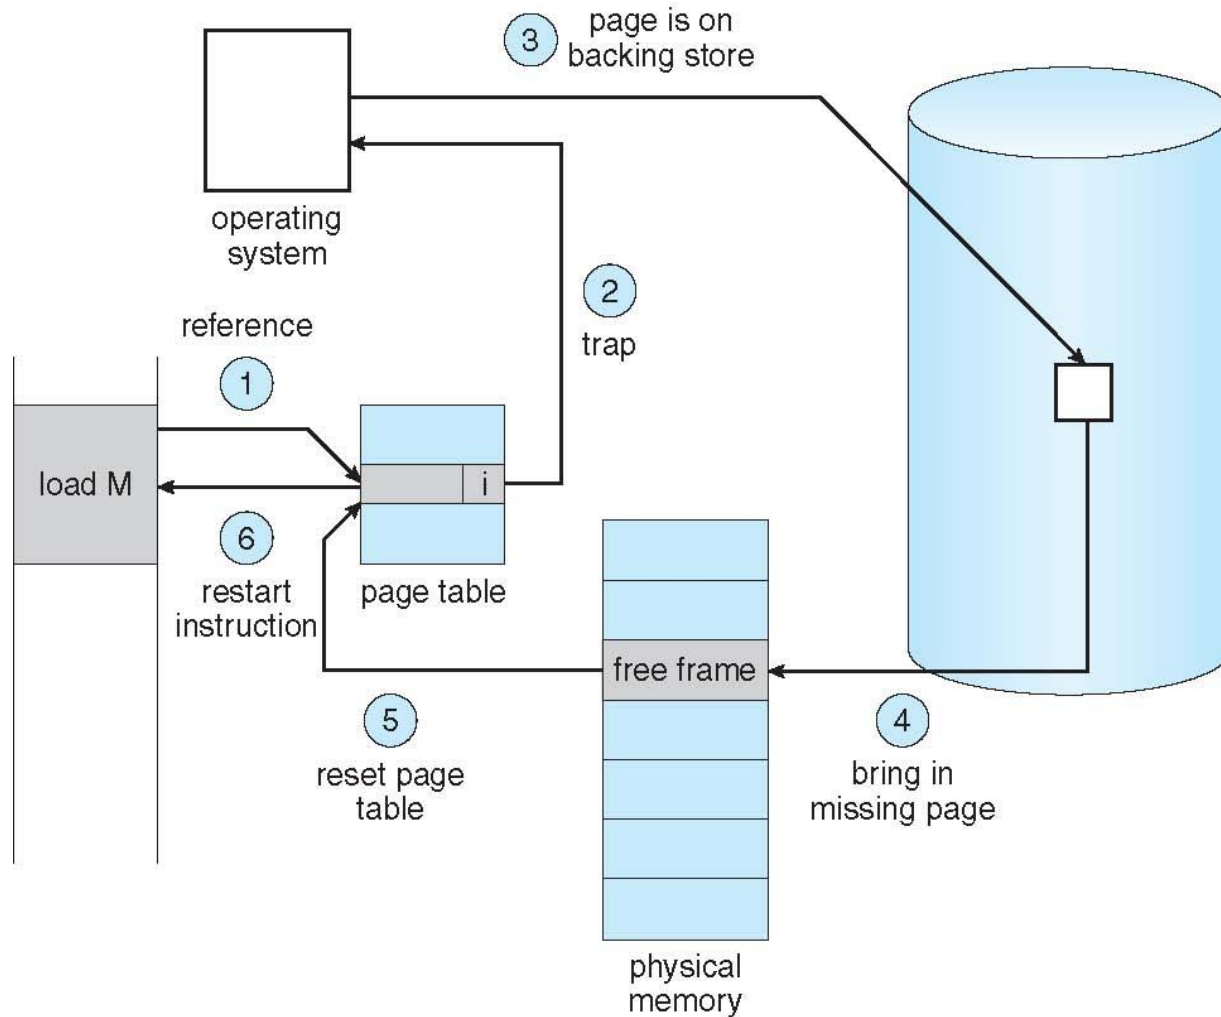 3
page is on
backing store
operating
system
2
trap
reference
1
load M
i
6
restart
instruction
page table
free frame
5
reset page
table
4
bring in
missing page
physical
memory